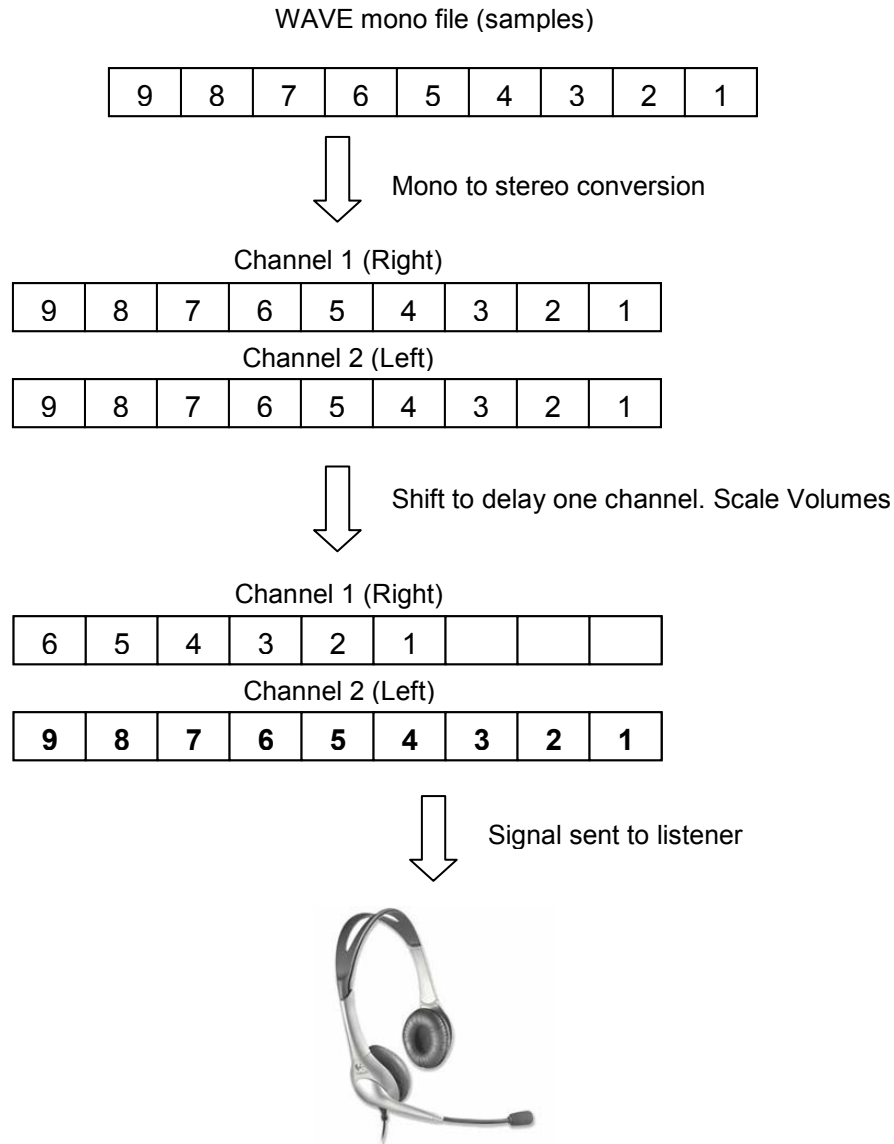 WAVE mono file (samples)
9 8 7 6 5 4 3 2 1
Mono to stereo conversion
Channel 1 (Right)
9 8 7 6 5 4 3 2 1
Channel 2 (Left)
9 8 7 6 5 4 3 2 1
Shift to delay one channel. Scale Volumes
Channel 1 (Right)
6 5 4 3 2 1
Channel 2 (Left)
9 8 7 6 5 4 3 2 1
Signal sent to listener